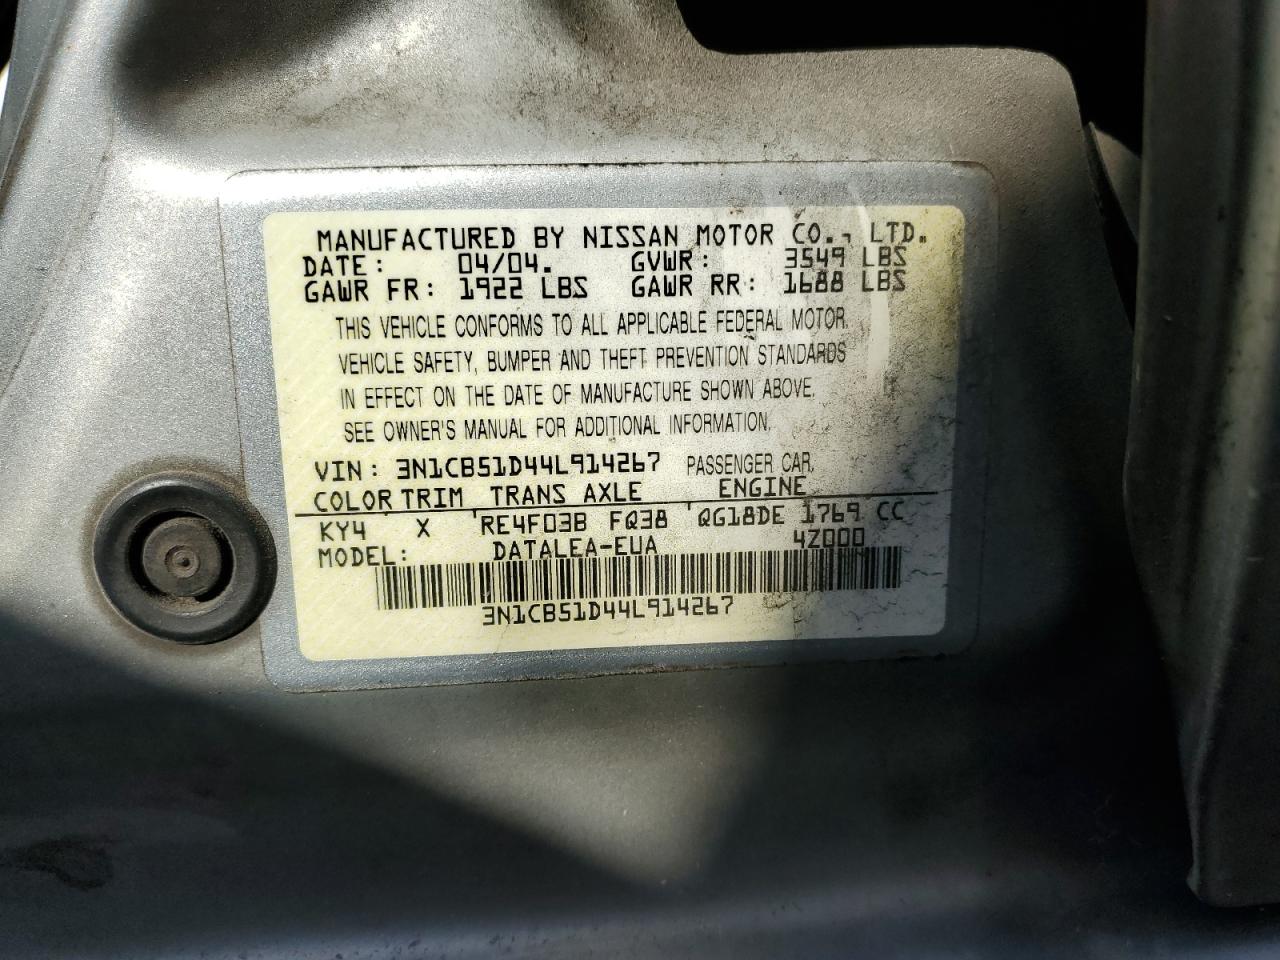 MANUFACTURED BY NISSAN MOTOR CO., LTD.
DATE: 04/04. GVWR: 3549 LBS
GAWR FR: 1922 LBS GAWR RR: 1688 LBS
THIS VEHICLE CONFORMS TO ALL APPLICABLE FEDERAL MOTOR
VEHICLE SAFETY, BUMPER AND THEFT PREVENTION STANDARDS
IN EFFECT ON THE DATE OF MANUFACTURE SHOWN ABOVE.
SEE OWNER'S MANUAL FOR ADDITIONAL INFORMATION.
VIN: 3N1CB51D44L914267 PASSENGER CAR.
COLOR TRIM TRANS AXLE ENGINE
KY4 X RE4F03B FQ38 QG18DE 1769 CC
MODEL: DATALEA-EUA 4Z000
3N1CB51D44L914267